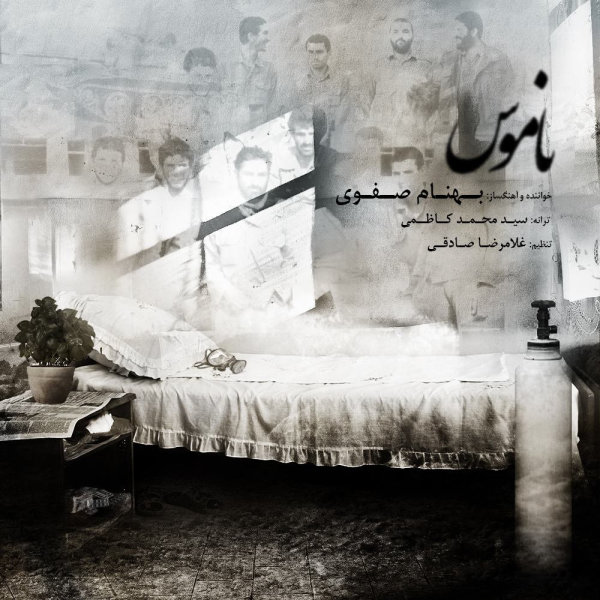 ناموس
خواننده و آهنگساز: بهنام صفوی
ترانه: سید محمد کاظمی
تنظیم: غلامرضا صادقی